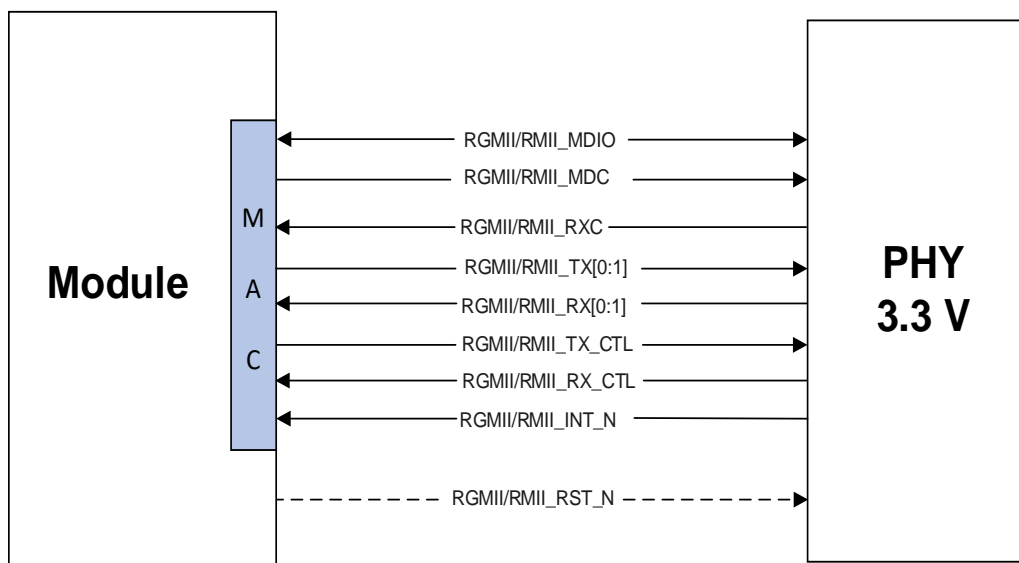 Module
M
A
C
RGMII/RMII_MDIO
RGMII/RMII_MDC
RGMII/RMII_RXC
RGMII/RMII_TX[0:1]
RGMII/RMII_RX[0:1]
RGMII/RMII_TX_CTL
RGMII/RMII_RX_CTL
RGMII/RMII_INT_N
RGMII/RMII_RST_N
PHY
3.3 V